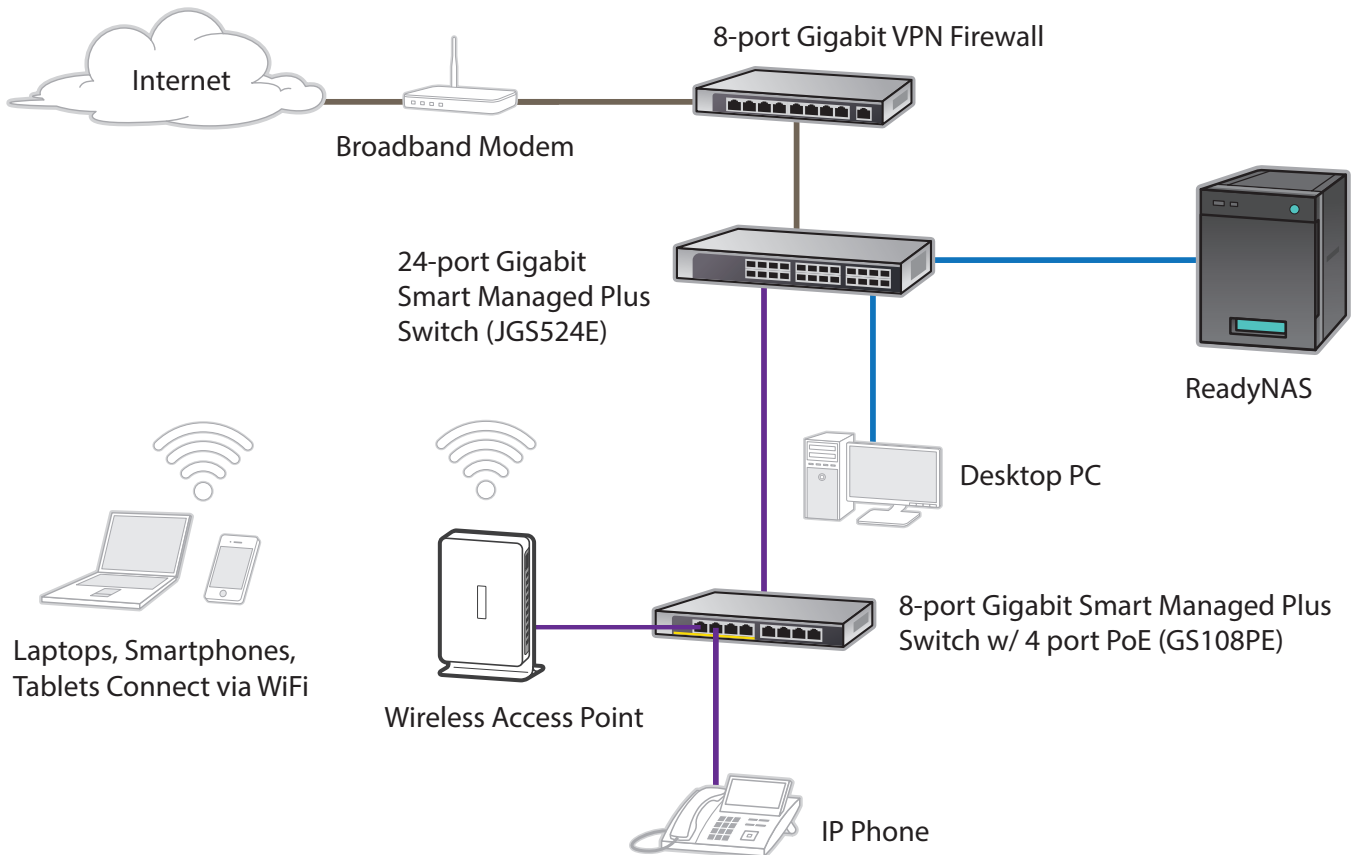 8-port Gigabit VPN Firewall
Internet
Broadband Modem
24-port Gigabit
Smart Managed Plus
Switch (JGS524E)
ReadyNAS
Desktop PC
8-port Gigabit Smart Managed Plus
Switch w/ 4 port PoE (GS108PE)
Laptops, Smartphones,
Tablets Connect via WiFi
Wireless Access Point
IP Phone